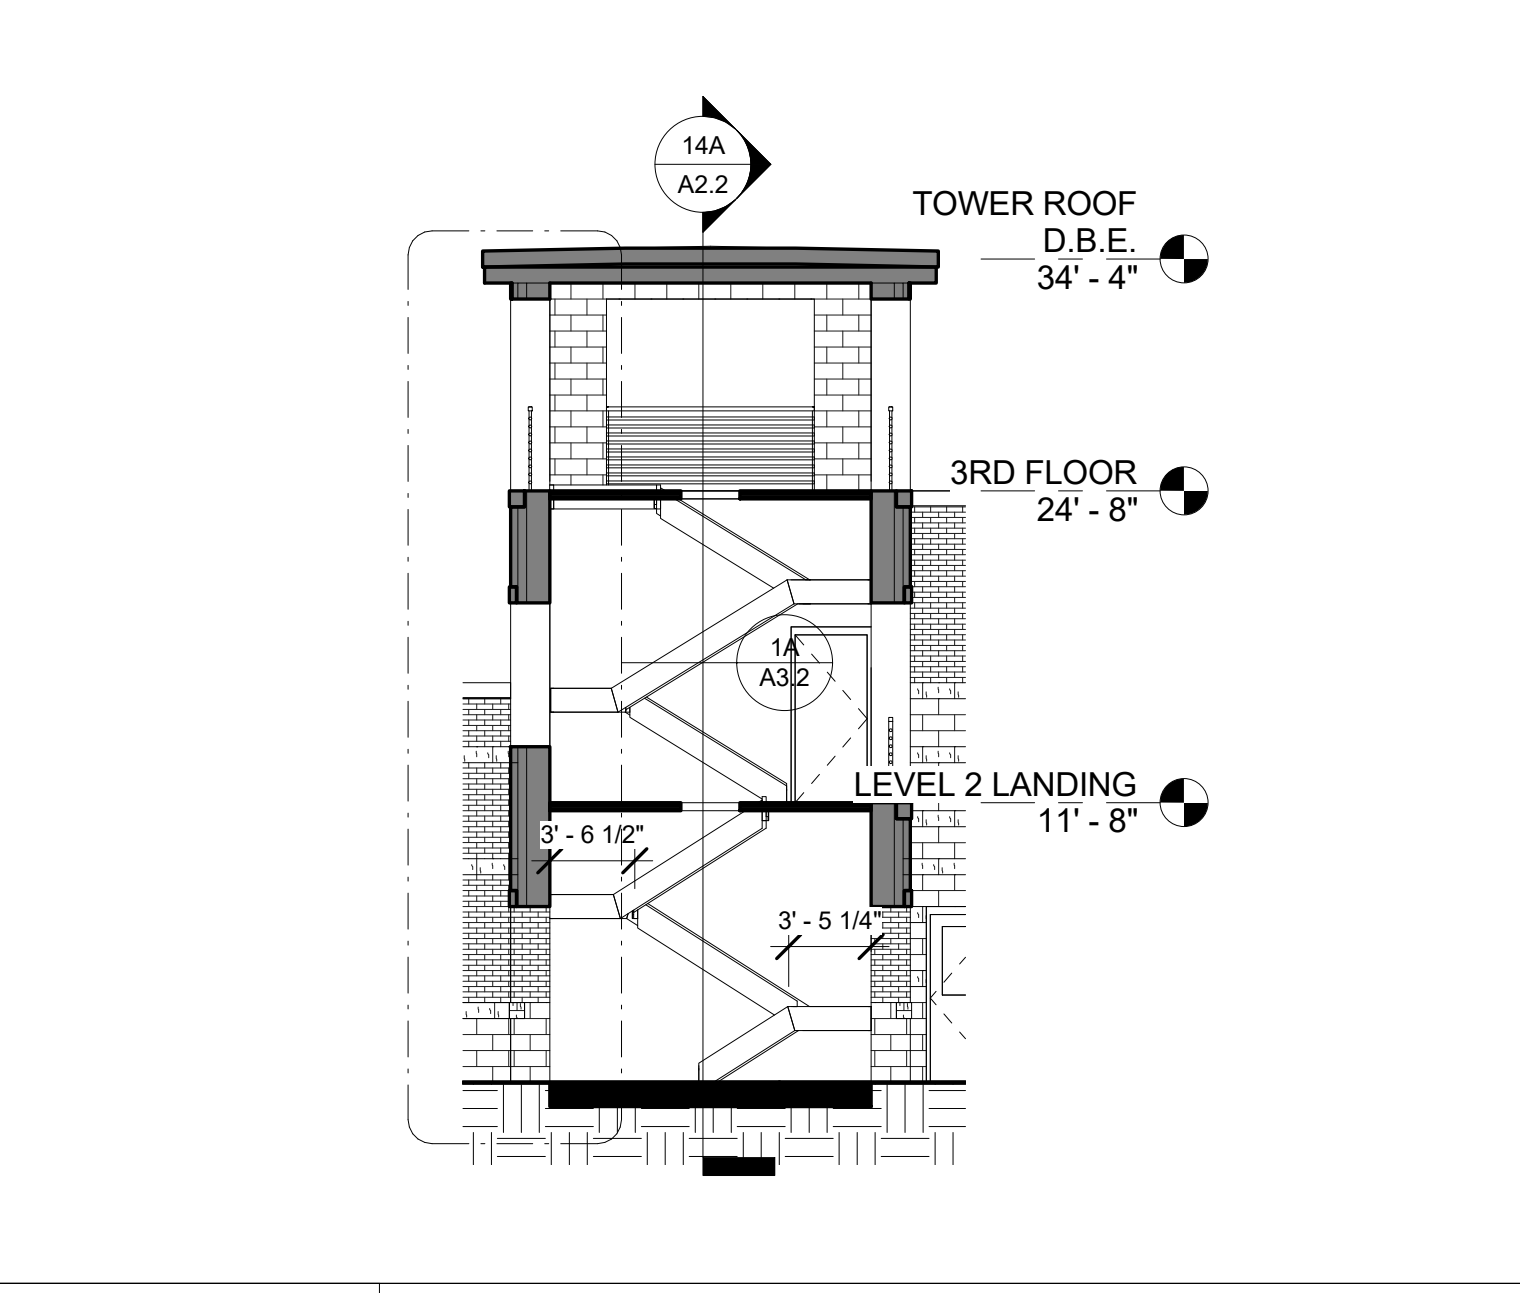 14A
A2.2
TOWER ROOF
D.B.E.
34' - 4"
3RD FLOOR
24' - 8"
1A
A3.2
LEVEL 2 LANDING
11' - 8"
3' - 6 1/2"
3' - 5 1/4"